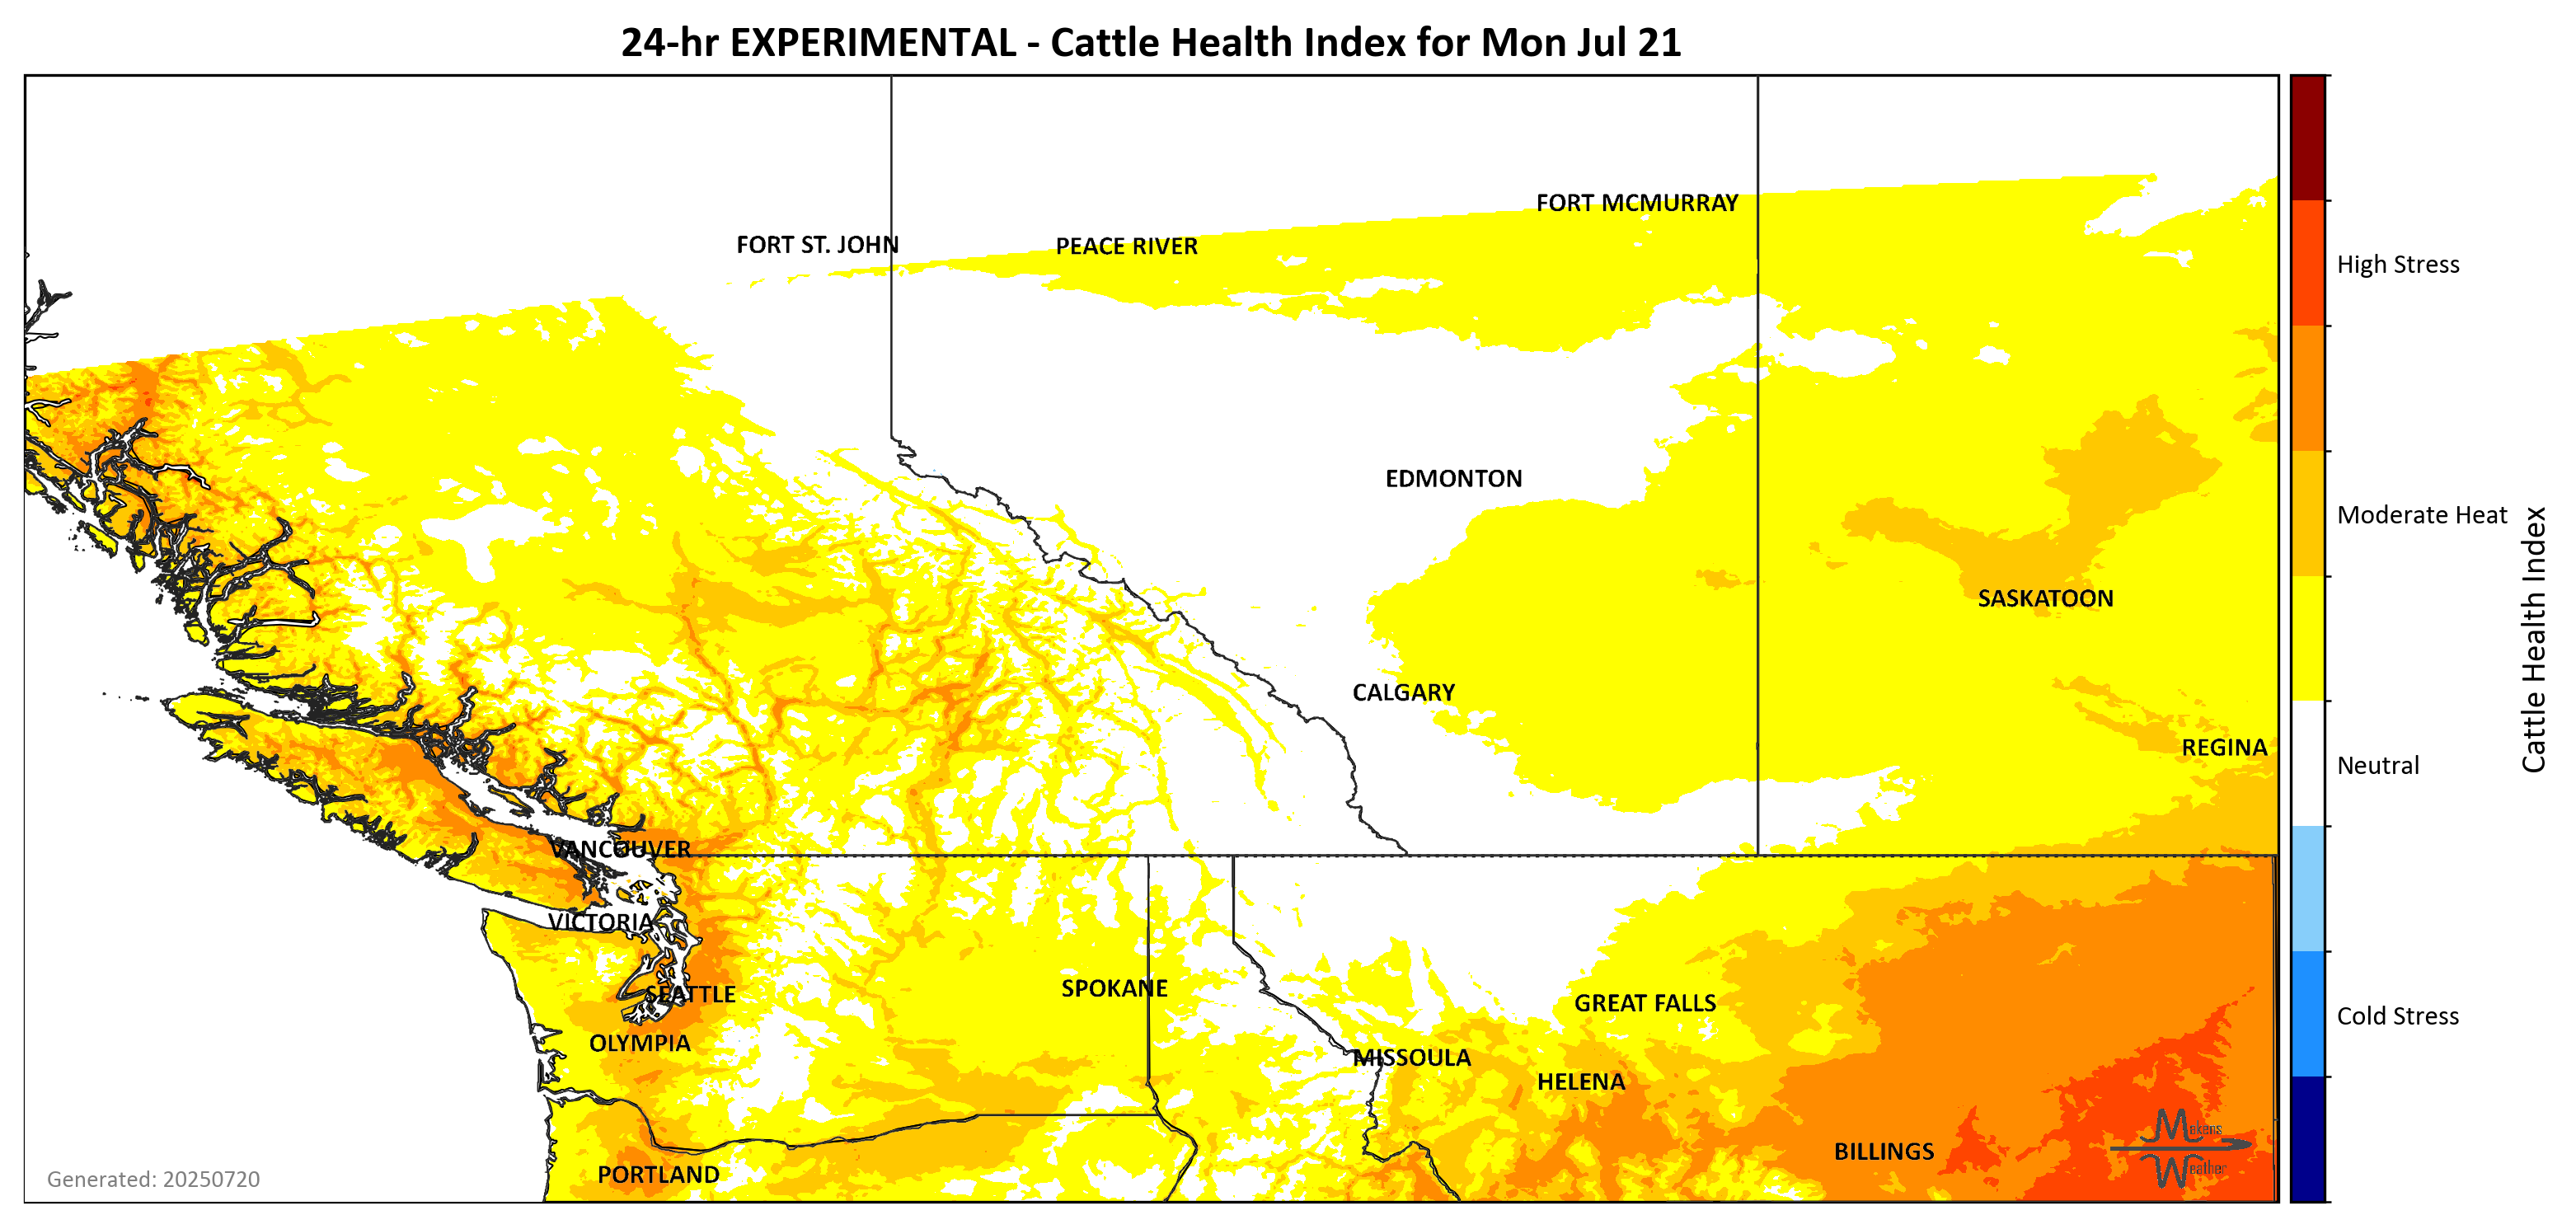 24-hr EXPERIMENTAL - Cattle Health Index for Mon Jul 21
FORT MCMURRAY
FORT ST. JOHN
PEACE RIVER
High Stress
EDMONTON
Moderate Heat
SASKATOON
Cattle Health Index
CALGARY
REGINA
Neutral
VANCOUVER
VICTORIA
SPOKANE
SEATTLE
GREAT FALLS
Cold Stress
OLYMPIA
MISSOULA
HELENA
Makens
Weather
BILLINGS
PORTLAND
Generated: 20250720